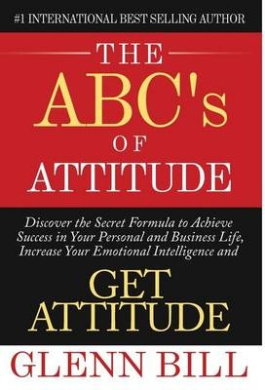 #1 INTERNATIONAL BEST SELLING AUTHOR
THE
ABC's
OF
ATTITUDE
Discover the Secret Formula to Achieve
Success in Your Personal and Business Life,
Increase Your Emotional Intelligence and
GET
ATTITUDE
GLENN BILL